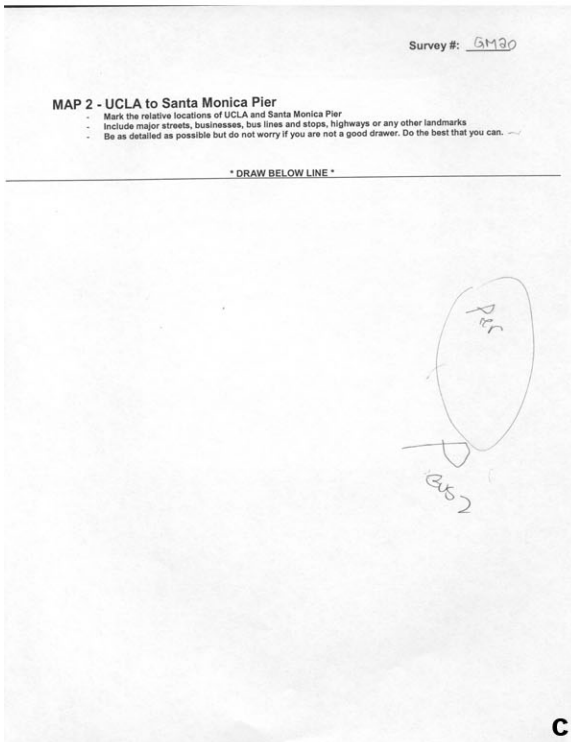 Survey #: GM20
MAP 2 - UCLA to Santa Monica Pier
- Mark the relative locations of UCLA and Santa Monica Pier
- Include major streets, businesses, bus lines and stops, highways or any other landmarks
- Be as detailed as possible but do not worry if you are not a good drawer. Do the best that you can.
* DRAW BELOW LINE *
Pier
Bus 2
C